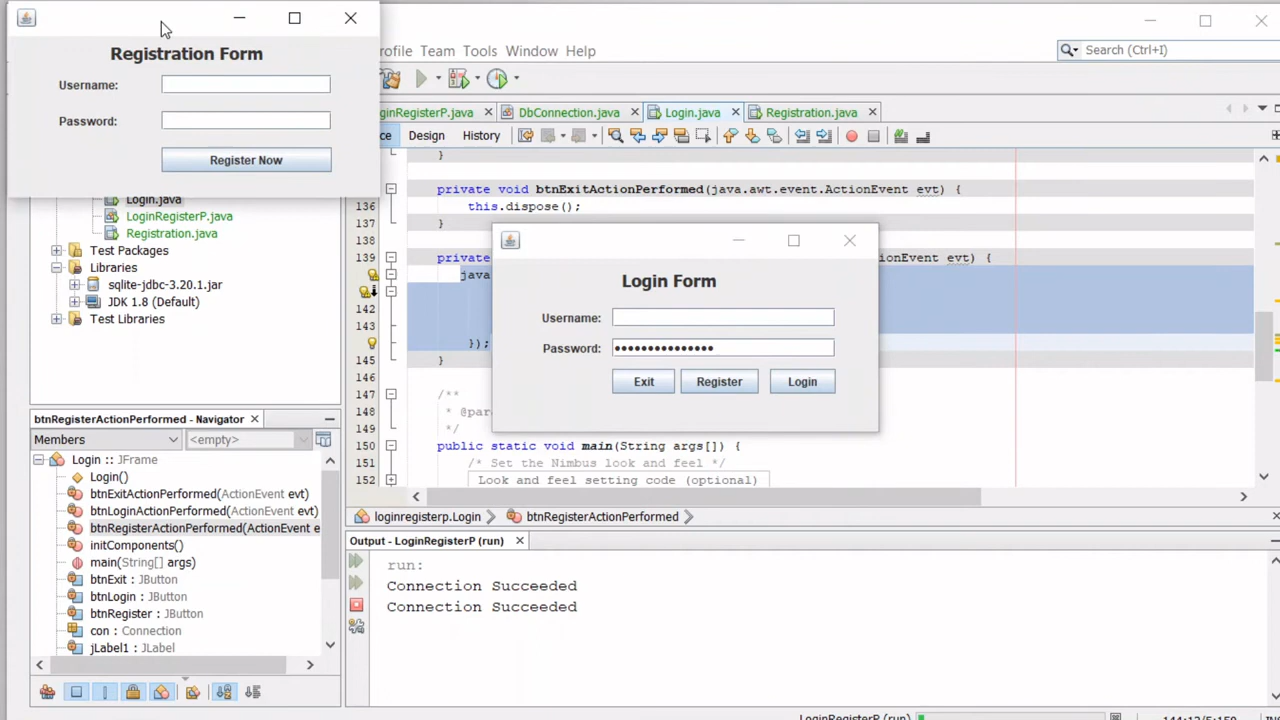 Registration Form
Username:
Password:
Register Now
rofile Team Tools Window Help
Search (Ctrl+I)
ginRegisterP.java
DbConnection.java
Login.java
Registration.java
ce
Design
History
}
private void btnExitActionPerformed(java.awt.event.ActionEvent evt) {
136
this.dispose();
137
}
138
139
private
ionEvent evt) {
java
142
143
});
145
}
146
147
/**
148
* @par
149
*/
150
public static void main(String args[]) {
151
/* Set the Nimbus look and feel */
152
Look and feel setting code (optional)
Login.java
LoginRegisterP.java
Registration.java
Test Packages
Libraries
sqlite-jdbc-3.20.1.jar
JDK 1.8 (Default)
Test Libraries
Login Form
Username:
Password:
Exit
Register
Login
btnRegisterActionPerformed - Navigator
Members
<empty>
Login :: JFrame
Login()
btnExitActionPerformed(ActionEvent evt)
btnLoginActionPerformed(ActionEvent evt)
btnRegisterActionPerformed(ActionEvent e
initComponents()
main(String[] args)
btnExit : JButton
btnLogin : JButton
btnRegister : JButton
con : Connection
jLabel1 : JLabel
loginregisterp.Login
btnRegisterActionPerformed
Output - LoginRegisterP (run)
run:
Connection Succeeded
Connection Succeeded
LoginRegisterP (run)